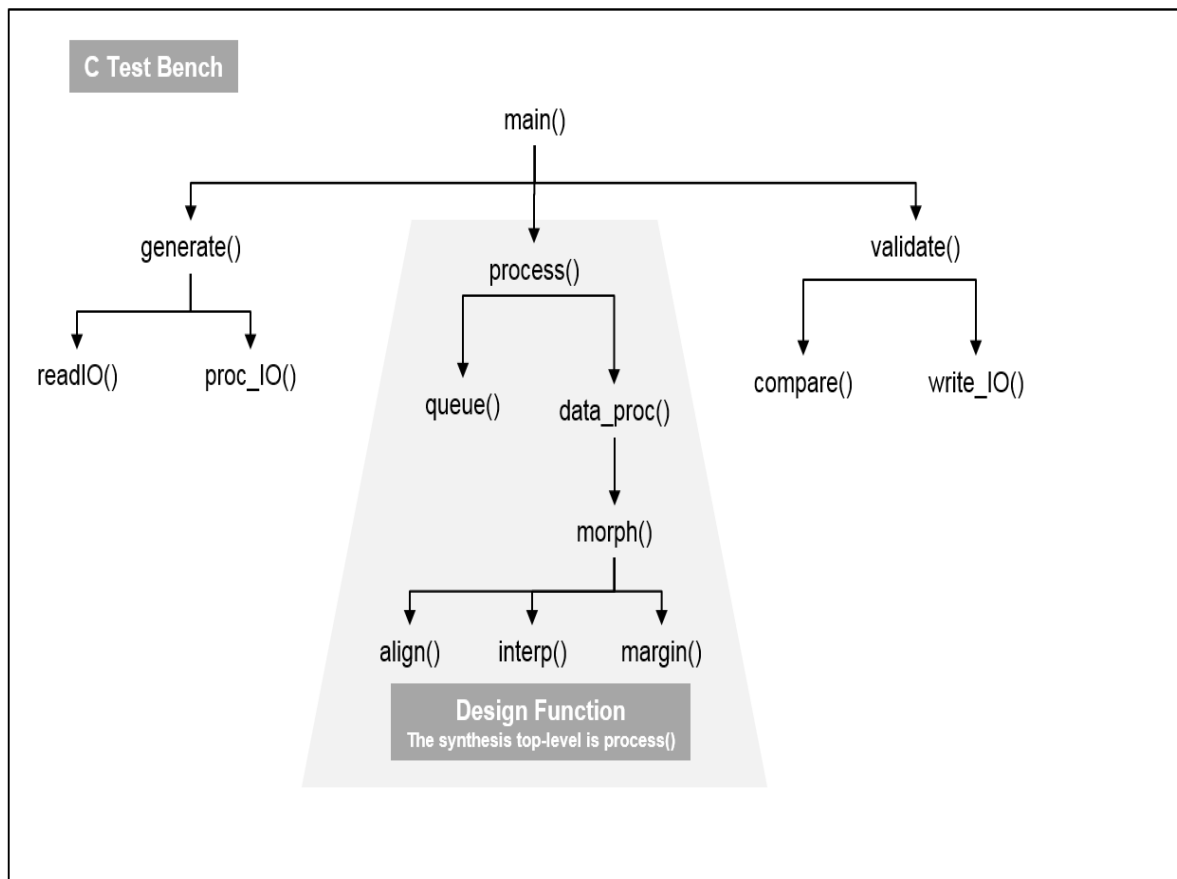 C Test Bench
main()
generate()
process()
validate()
readIO()
proc_IO()
queue()
data_proc()
compare()
write_IO()
morph()
align()
interp()
margin()
Design Function
The synthesis top-level is process()